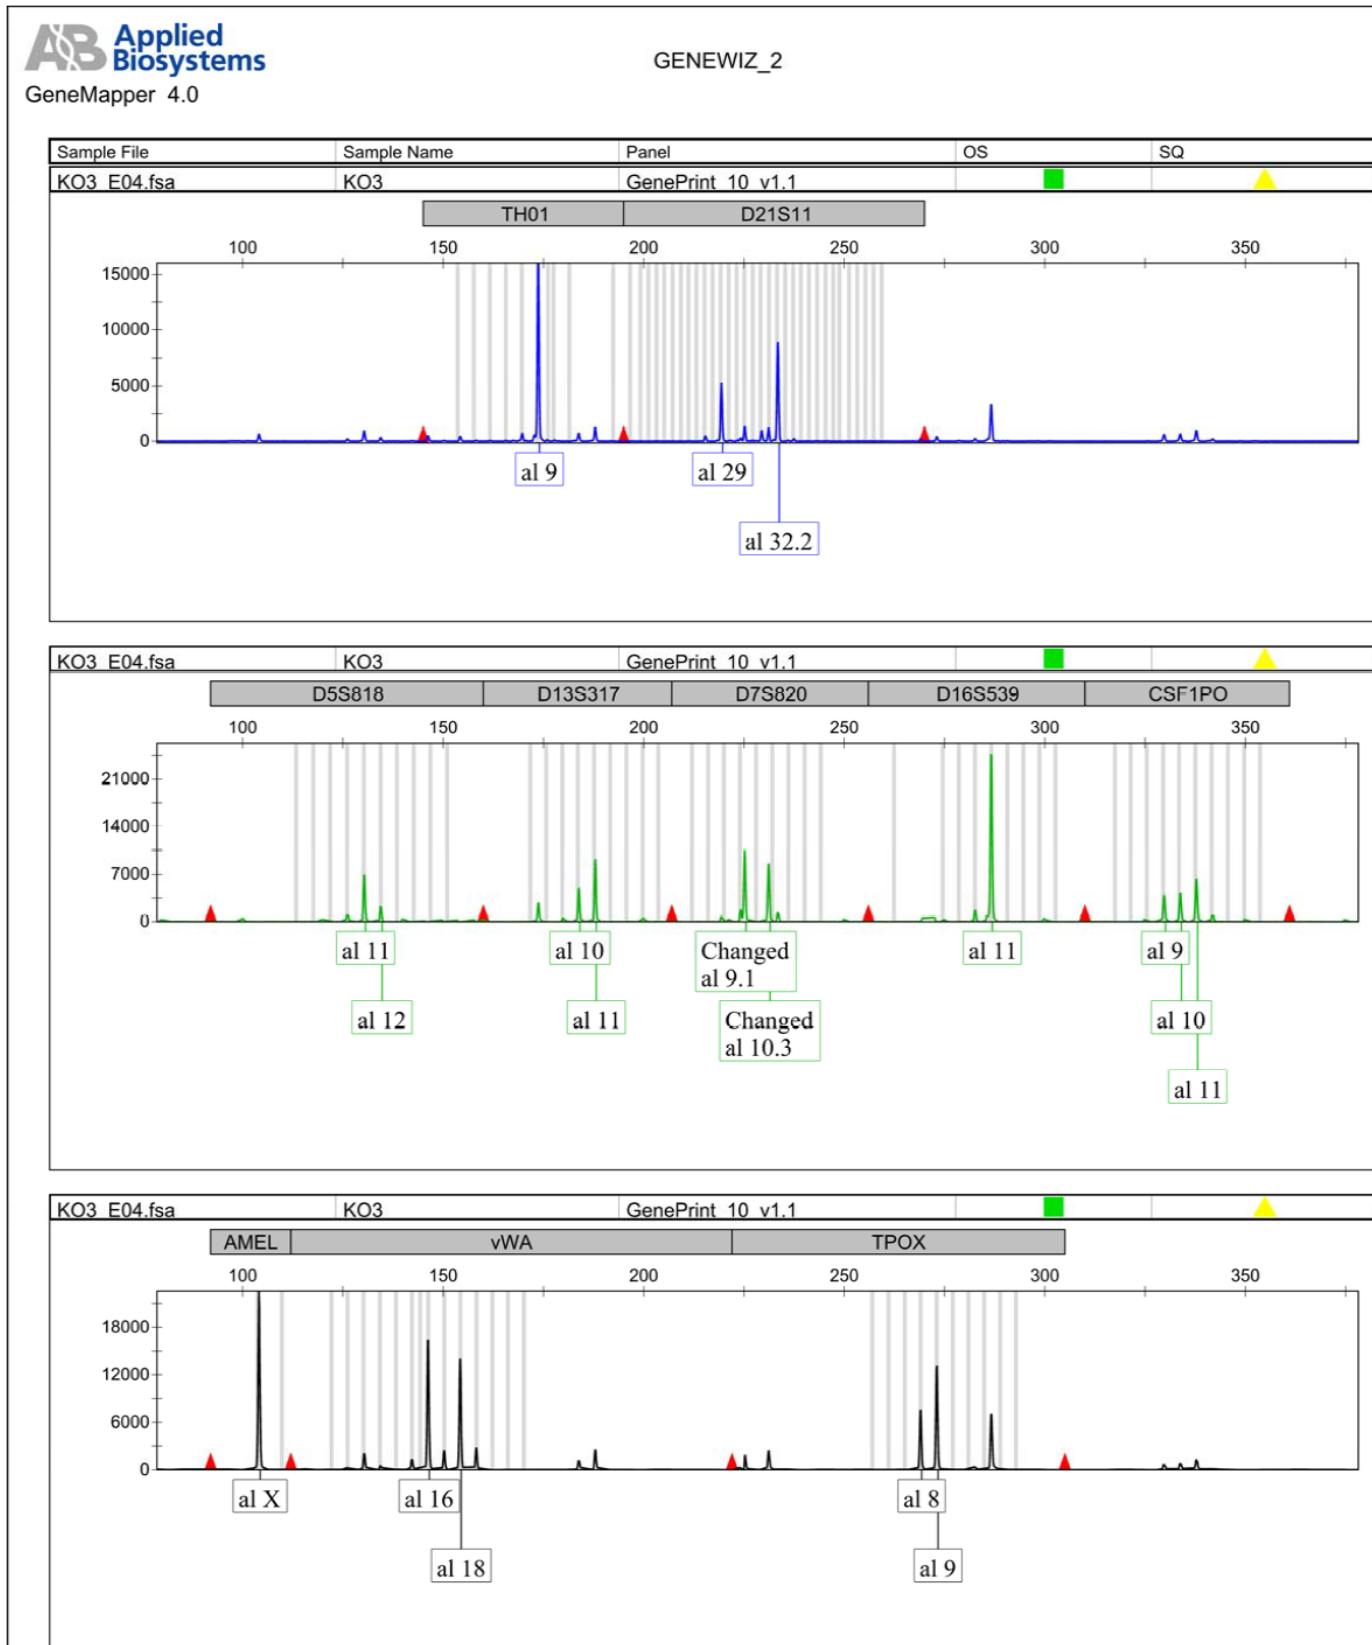 AB Applied
Biosystems
GENEWIZ_2
GeneMapper 4.0
Sample File Sample Name Panel OS SQ
KO3_E04.fsa KO3 GenePrint_10_v1.1
TH01 D21S11
100 150 200 250 300 350
15000
10000
5000
0
al 9 al 29
al 32.2
KO3_E04.fsa KO3 GenePrint_10_v1.1
D5S818 D13S317 D7S820 D16S539 CSF1PO
100 150 200 250 300 350
21000
14000
7000
0
al 11 al 10 Changed al 11 al 9
al 9.1
al 12 al 11 Changed al 10
al 10.3
al 11
KO3_E04.fsa KO3 GenePrint_10_v1.1
AMEL vWA TPOX
100 150 200 250 300 350
18000
12000
6000
0
al X al 16 al 8
al 18 al 9